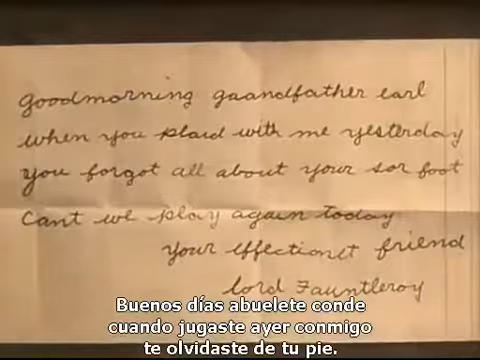 goodmorning gaandfather earl
when you plaid with me yesterday
you forgot all about your sor foot
Cant we play again today
your effectionet friend
lord Fauntleroy
Buenos días abuelete conde
cuando jugaste ayer conmigo
te olvidaste de tu pie.